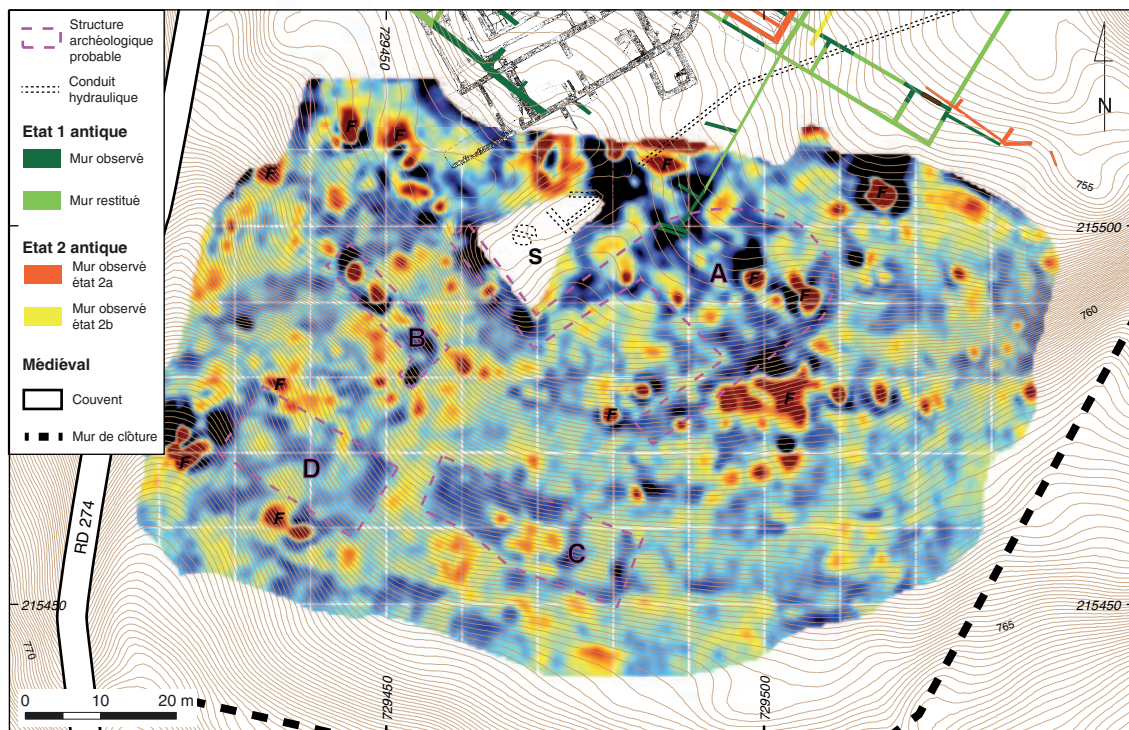 Structure
archéologique
probable
Conduit
hydraulique
Etat 1 antique
Mur observé
Mur restitué
Etat 2 antique
Mur observé
état 2a
Mur observé
état 2b
Médiéval
Couvent
Mur de clôture
729450
N
755
215500
760
F
F
F
F
F
S
A
F
F
B
F
F
F
F
D
F
C
RD 274
215450
215450
765
770
0 10 20 m
729450
729500